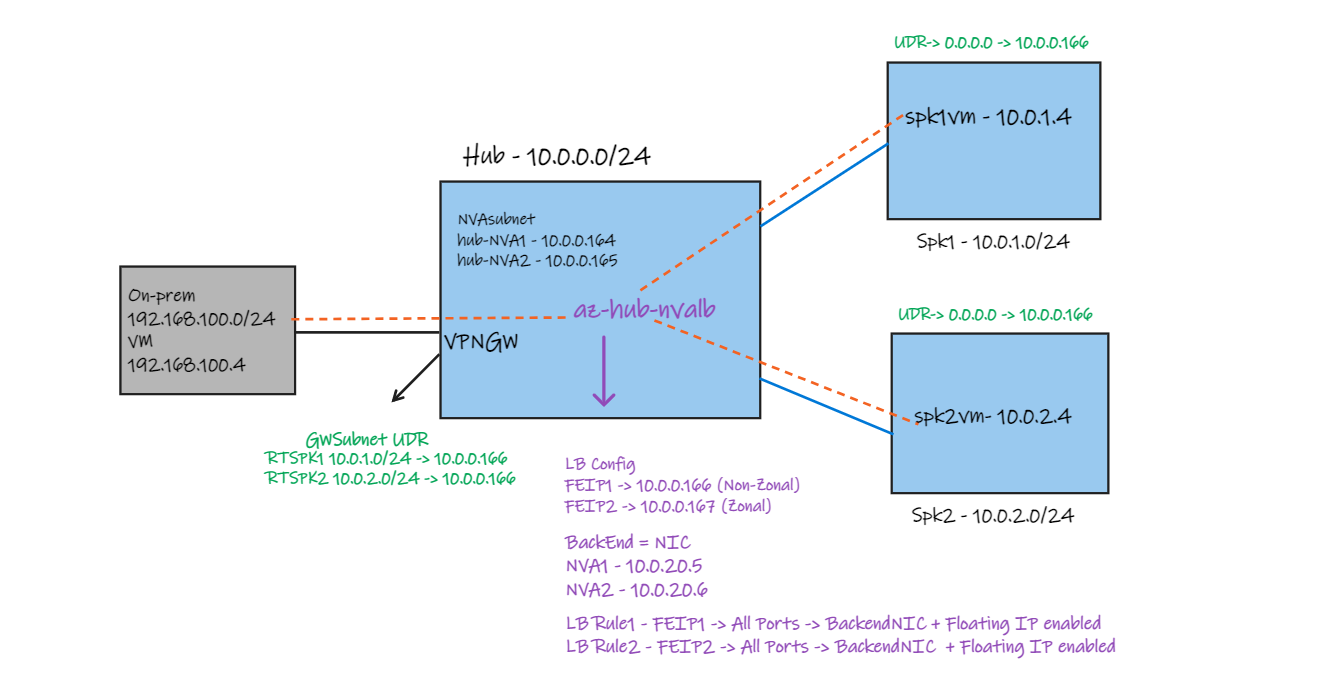 UDR-> 0.0.0.0 -> 10.0.0.166
spk1vm - 10.0.1.4
Spk1 - 10.0.1.0/24
Hub - 10.0.0.0/24
NVAsubnet
hub-NVA1 - 10.0.0.164
hub-NVA2 - 10.0.0.165
az-hub-nvalb
VPNGW
On-prem
192.168.100.0/24
VM
192.168.100.4
UDR-> 0.0.0.0 -> 10.0.0.166
spk2vm- 10.0.2.4
Spk2 - 10.0.2.0/24
GWSubnet UDR
RTSPK1 10.0.1.0/24 -> 10.0.0.166
RTSPK2 10.0.2.0/24 -> 10.0.0.166
LB Config
FEIP1 -> 10.0.0.166 (Non-Zonal)
FEIP2 -> 10.0.0.167 (Zonal)
BackEnd = NIC
NVA1 - 10.0.20.5
NVA2 - 10.0.20.6
LB Rule1 - FEIP1 -> All Ports -> BackendNIC + Floating IP enabled
LB Rule2 - FEIP2 -> All Ports -> BackendNIC + Floating IP enabled